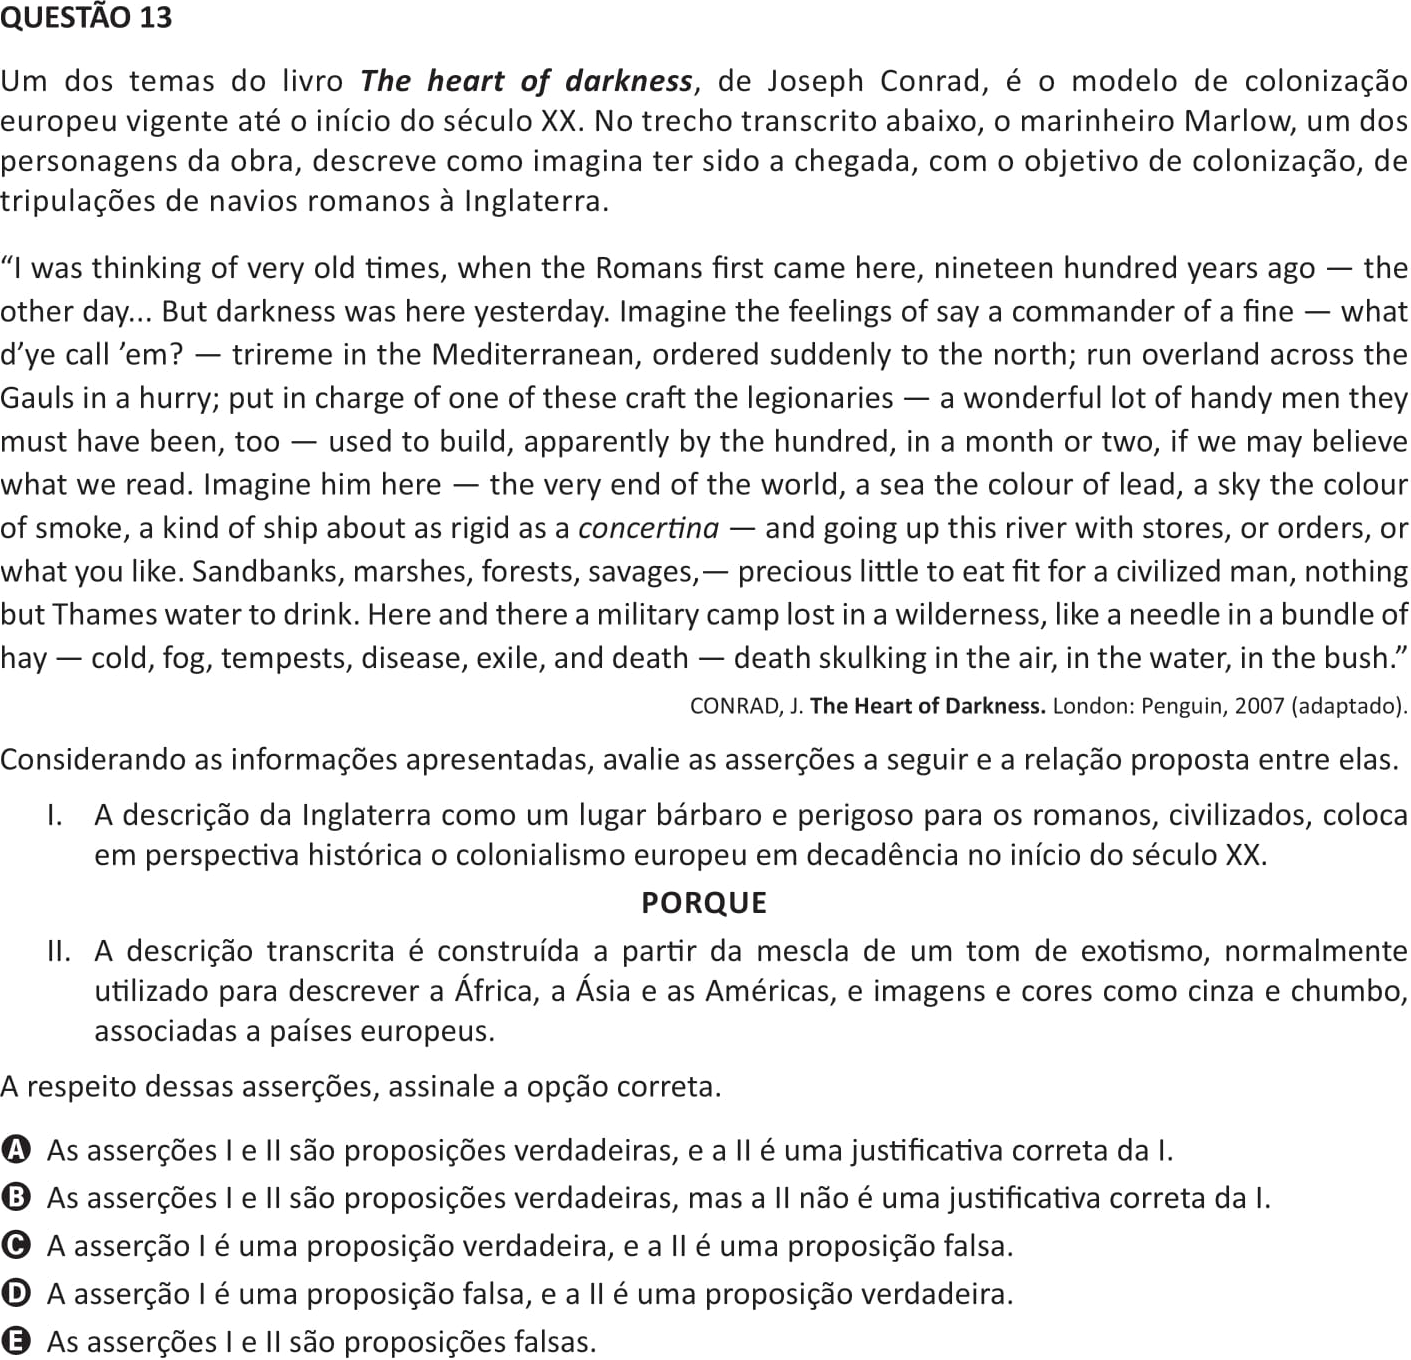 QUESTÃO 13
Um dos temas do livro The heart of darkness, de Joseph Conrad, é o modelo de colonização
europeu vigente até o início do século XX. No trecho transcrito abaixo, o marinheiro Marlow, um dos
personagens da obra, descreve como imagina ter sido a chegada, com o objetivo de colonização, de
tripulações de navios romanos à Inglaterra.
“I was thinking of very old times, when the Romans first came here, nineteen hundred years ago — the
other day... But darkness was here yesterday. Imagine the feelings of say a commander of a fine — what
d’ye call ’em? — trireme in the Mediterranean, ordered suddenly to the north; run overland across the
Gauls in a hurry; put in charge of one of these craft the legionaries — a wonderful lot of handy men they
must have been, too — used to build, apparently by the hundred, in a month or two, if we may believe
what we read. Imagine him here — the very end of the world, a sea the colour of lead, a sky the colour
of smoke, a kind of ship about as rigid as a concertina — and going up this river with stores, or orders, or
what you like. Sandbanks, marshes, forests, savages,— precious little to eat fit for a civilized man, nothing
but Thames water to drink. Here and there a military camp lost in a wilderness, like a needle in a bundle of
hay — cold, fog, tempests, disease, exile, and death — death skulking in the air, in the water, in the bush.”
CONRAD, J. The Heart of Darkness. London: Penguin, 2007 (adaptado).
Considerando as informações apresentadas, avalie as asserções a seguir e a relação proposta entre elas.
I. A descrição da Inglaterra como um lugar bárbaro e perigoso para os romanos, civilizados, coloca
em perspectiva histórica o colonialismo europeu em decadência no início do século XX.
PORQUE
II. A descrição transcrita é construída a partir da mescla de um tom de exotismo, normalmente
utilizado para descrever a África, a Ásia e as Américas, e imagens e cores como cinza e chumbo,
associadas a países europeus.
A respeito dessas asserções, assinale a opção correta.
A As asserções I e II são proposições verdadeiras, e a II é uma justificativa correta da I.
B As asserções I e II são proposições verdadeiras, mas a II não é uma justificativa correta da I.
C A asserção I é uma proposição verdadeira, e a II é uma proposição falsa.
D A asserção I é uma proposição falsa, e a II é uma proposição verdadeira.
E As asserções I e II são proposições falsas.